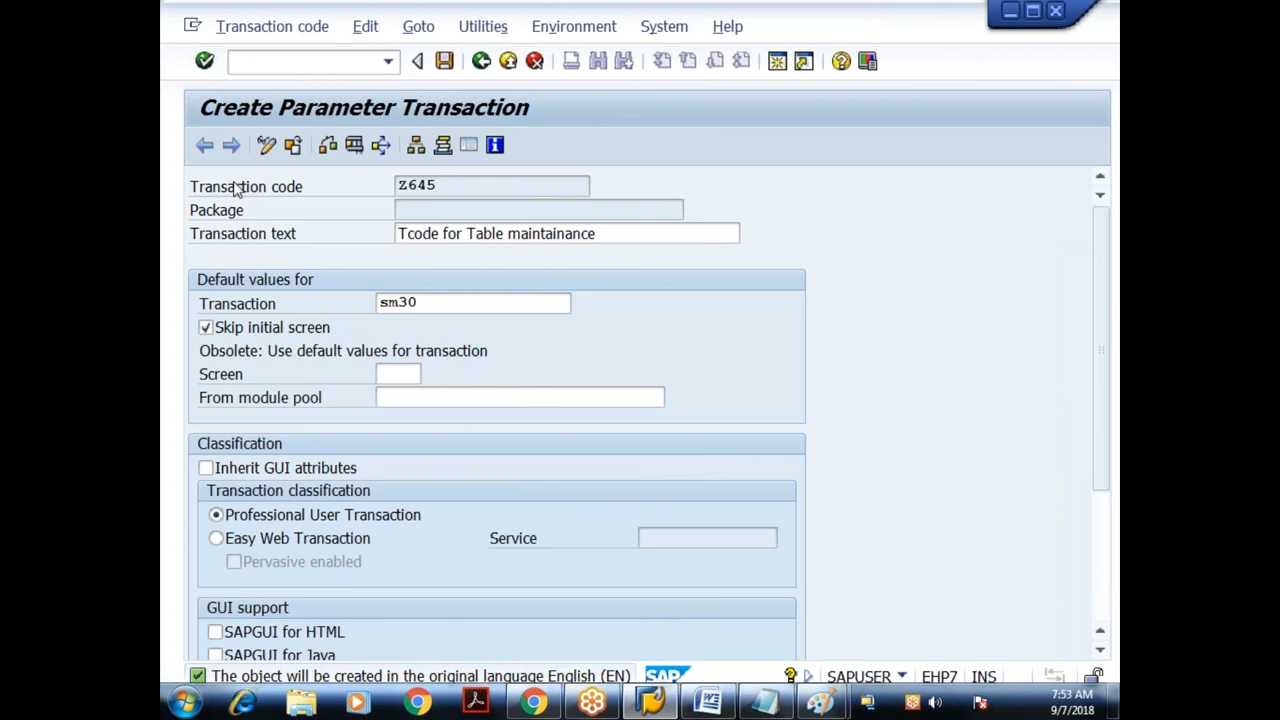 Transaction code Edit Goto Utilities Environment System Help
Create Parameter Transaction
Transaction code Z645
Package
Transaction text Tcode for Table maintainance
Default values for
Transaction sm30
Skip initial screen
Obsolete: Use default values for transaction
Screen
From module pool
Classification
Inherit GUI attributes
Transaction classification
Professional User Transaction
Easy Web Transaction Service
Pervasive enabled
GUI support
SAPGUI for HTML
SAPGUI for Java
The object will be created in the original language English (EN) SAP SAPUSER EHP7 INS
7:53 AM
9/7/2018